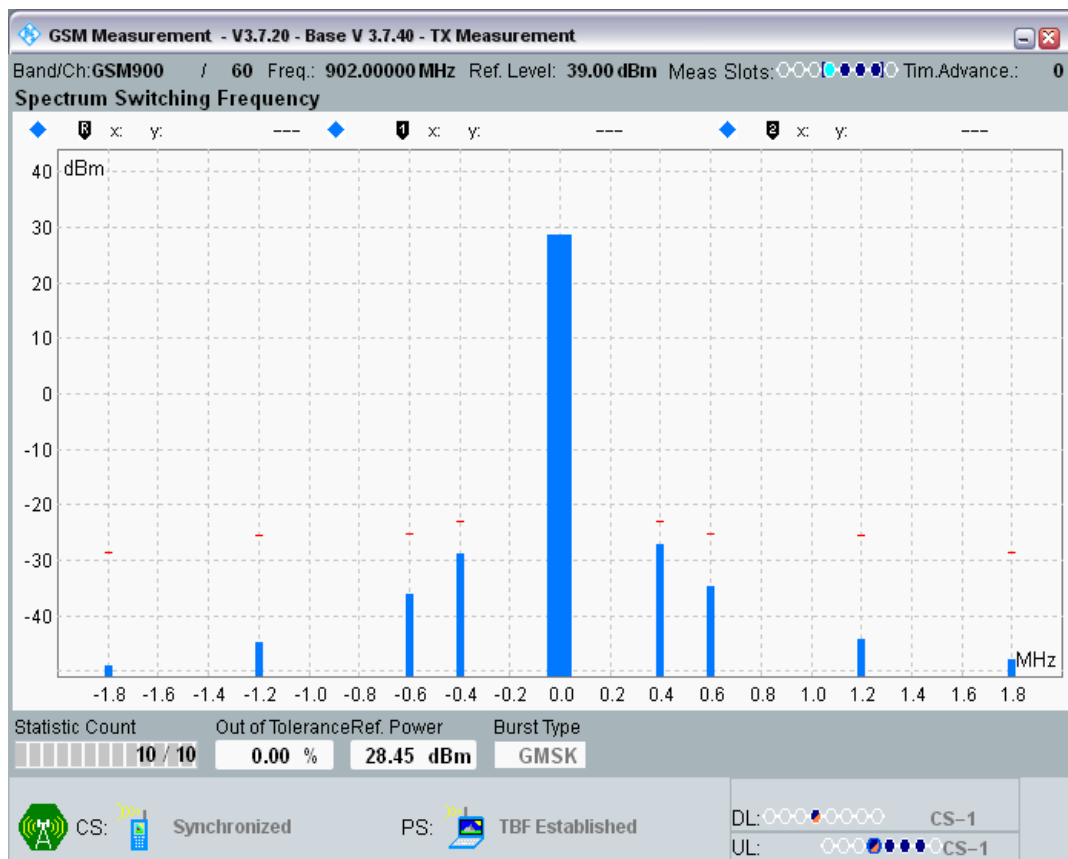 GSM Measurement - V3.7.20 - Base V 3.7.40 - TX Measurement
Band/Ch:GSM900 / 60 Freq.: 902.00000 MHz Ref. Level: 39.00 dBm Meas Slots: Tim.Advance.: 0
Spectrum Switching Frequency
R x: y: --- 1 x: y: --- 2 x: y: ---
dBm
40
30
20
10
0
-10
-20
-30
-40
MHz
-1.8 -1.6 -1.4 -1.2 -1.0 -0.8 -0.6 -0.4 -0.2 0.0 0.2 0.4 0.6 0.8 1.0 1.2 1.4 1.6 1.8
Statistic Count Out of Tolerance Ref. Power Burst Type
10 / 10 0.00 % 28.45 dBm GMSK
CS: Synchronized PS: TBF Established
DL: CS-1
UL: CS-1